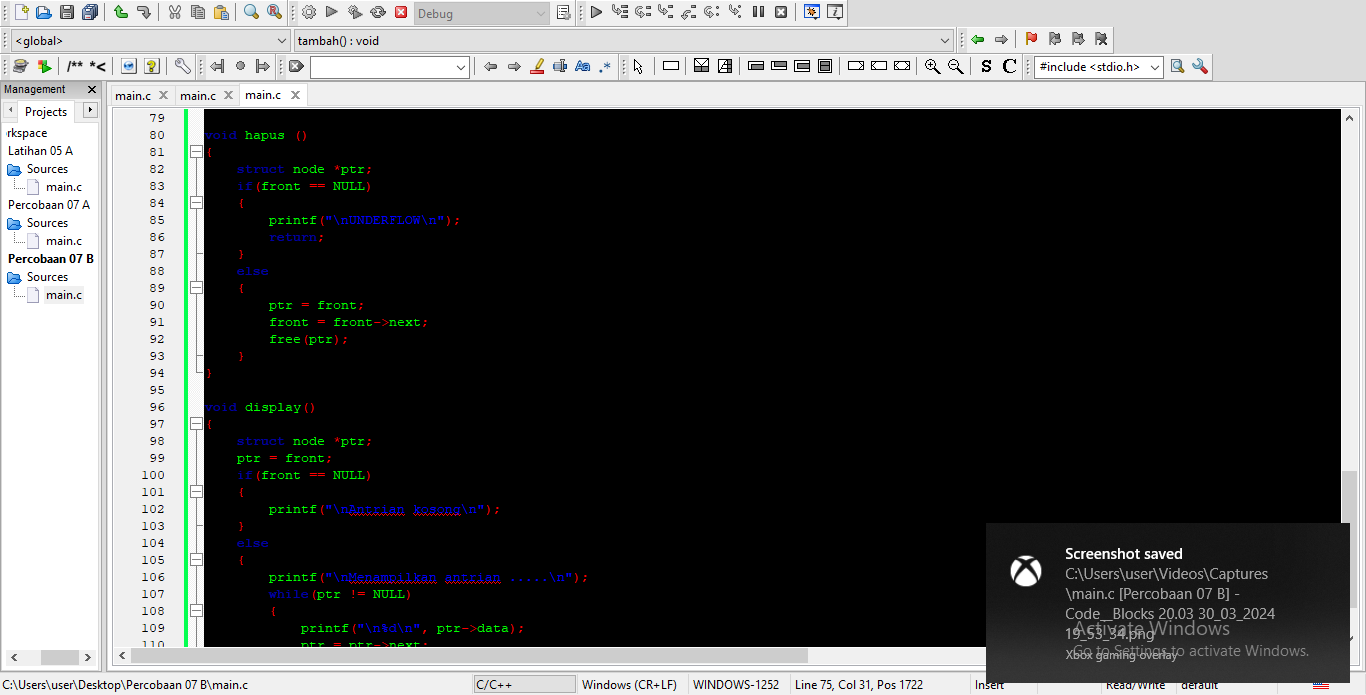 Debug
<global>
tambah() : void
/** *<
Aa .*
S C
#include <stdio.h>
Management
main.c
main.c
main.c
Projects
rkspace
Latihan 05 A
Sources
main.c
Percobaan 07 A
Sources
main.c
Percobaan 07 B
Sources
main.c
79
80 void hapus ()
81 {
82 struct node *ptr;
83 if(front == NULL)
84 {
85 printf("\nUNDERFLOW\n");
86 return;
87 }
88 else
89 {
90 ptr = front;
91 front = front->next;
92 free(ptr);
93 }
94 }
95
96 void display()
97 {
98 struct node *ptr;
99 ptr = front;
100 if(front == NULL)
101 {
102 printf("\nAntrian kosong\n");
103 }
104 else
105 {
106 printf("\nMenampilkan antrian .....\n");
107 while(ptr != NULL)
108 {
109 printf("\n%d\n", ptr->data);
110 ptr = ptr->next;
Screenshot saved
C:\Users\user\Videos\Captures
\main.c [Percobaan 07 B] -
Code__Blocks 20.03 30_03_2024
19_53_34.png
Xbox gaming overlay
Activate Windows
Go to Settings to activate Windows.
C:\Users\user\Desktop\Percobaan 07 B\main.c
C/C++
Windows (CR+LF)
WINDOWS-1252
Line 75, Col 31, Pos 1722
Insert
Read/Write
default